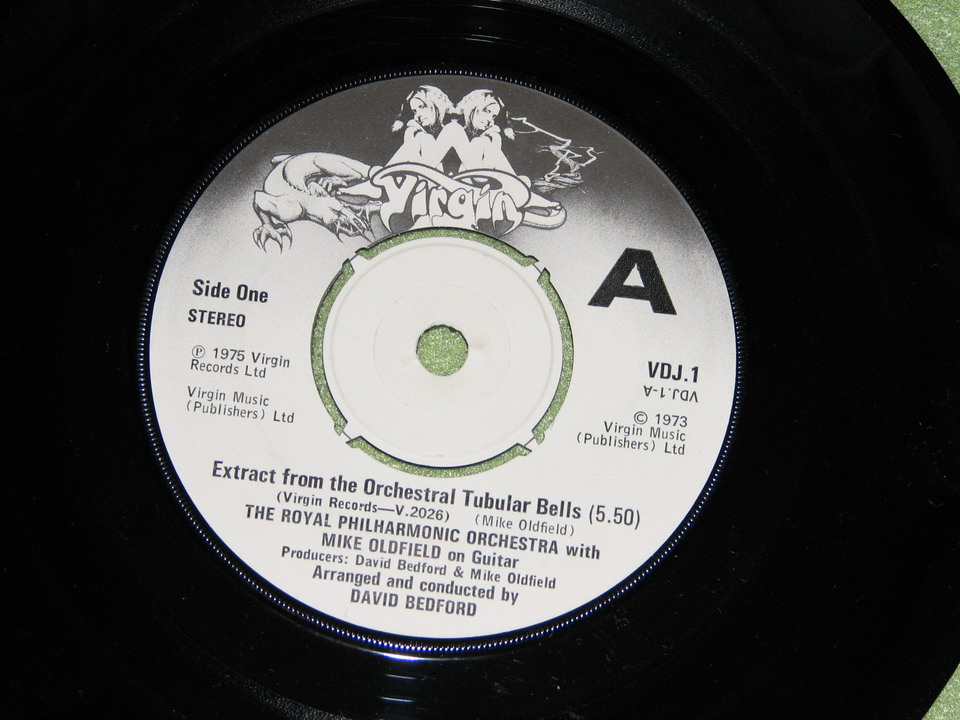 Virgin
A
Side One
STEREO
Ⓟ 1975 Virgin
Records Ltd
Virgin Music
(Publishers) Ltd
VDJ.1
VDJ.1-A
© 1973
Virgin Music
(Publishers) Ltd
Extract from the Orchestral Tubular Bells (5.50)
(Virgin Records—V.2026) (Mike Oldfield)
THE ROYAL PHILHARMONIC ORCHESTRA with
MIKE OLDFIELD on Guitar
Producers: David Bedford & Mike Oldfield
Arranged and conducted by
DAVID BEDFORD